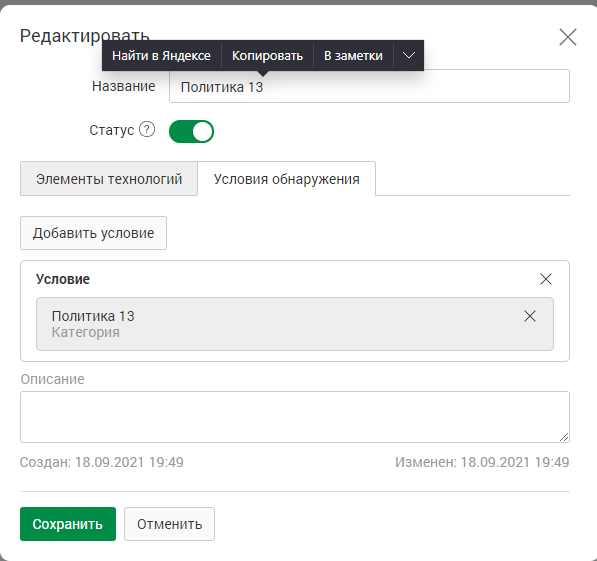 Редактировать
Найти в Яндексе Копировать В заметки
Название Политика 13
Статус ?
Элементы технологий Условия обнаружения
Добавить условие
Условие
Политика 13
Категория
Описание
Создан: 18.09.2021 19:49 Изменен: 18.09.2021 19:49
Сохранить Отменить